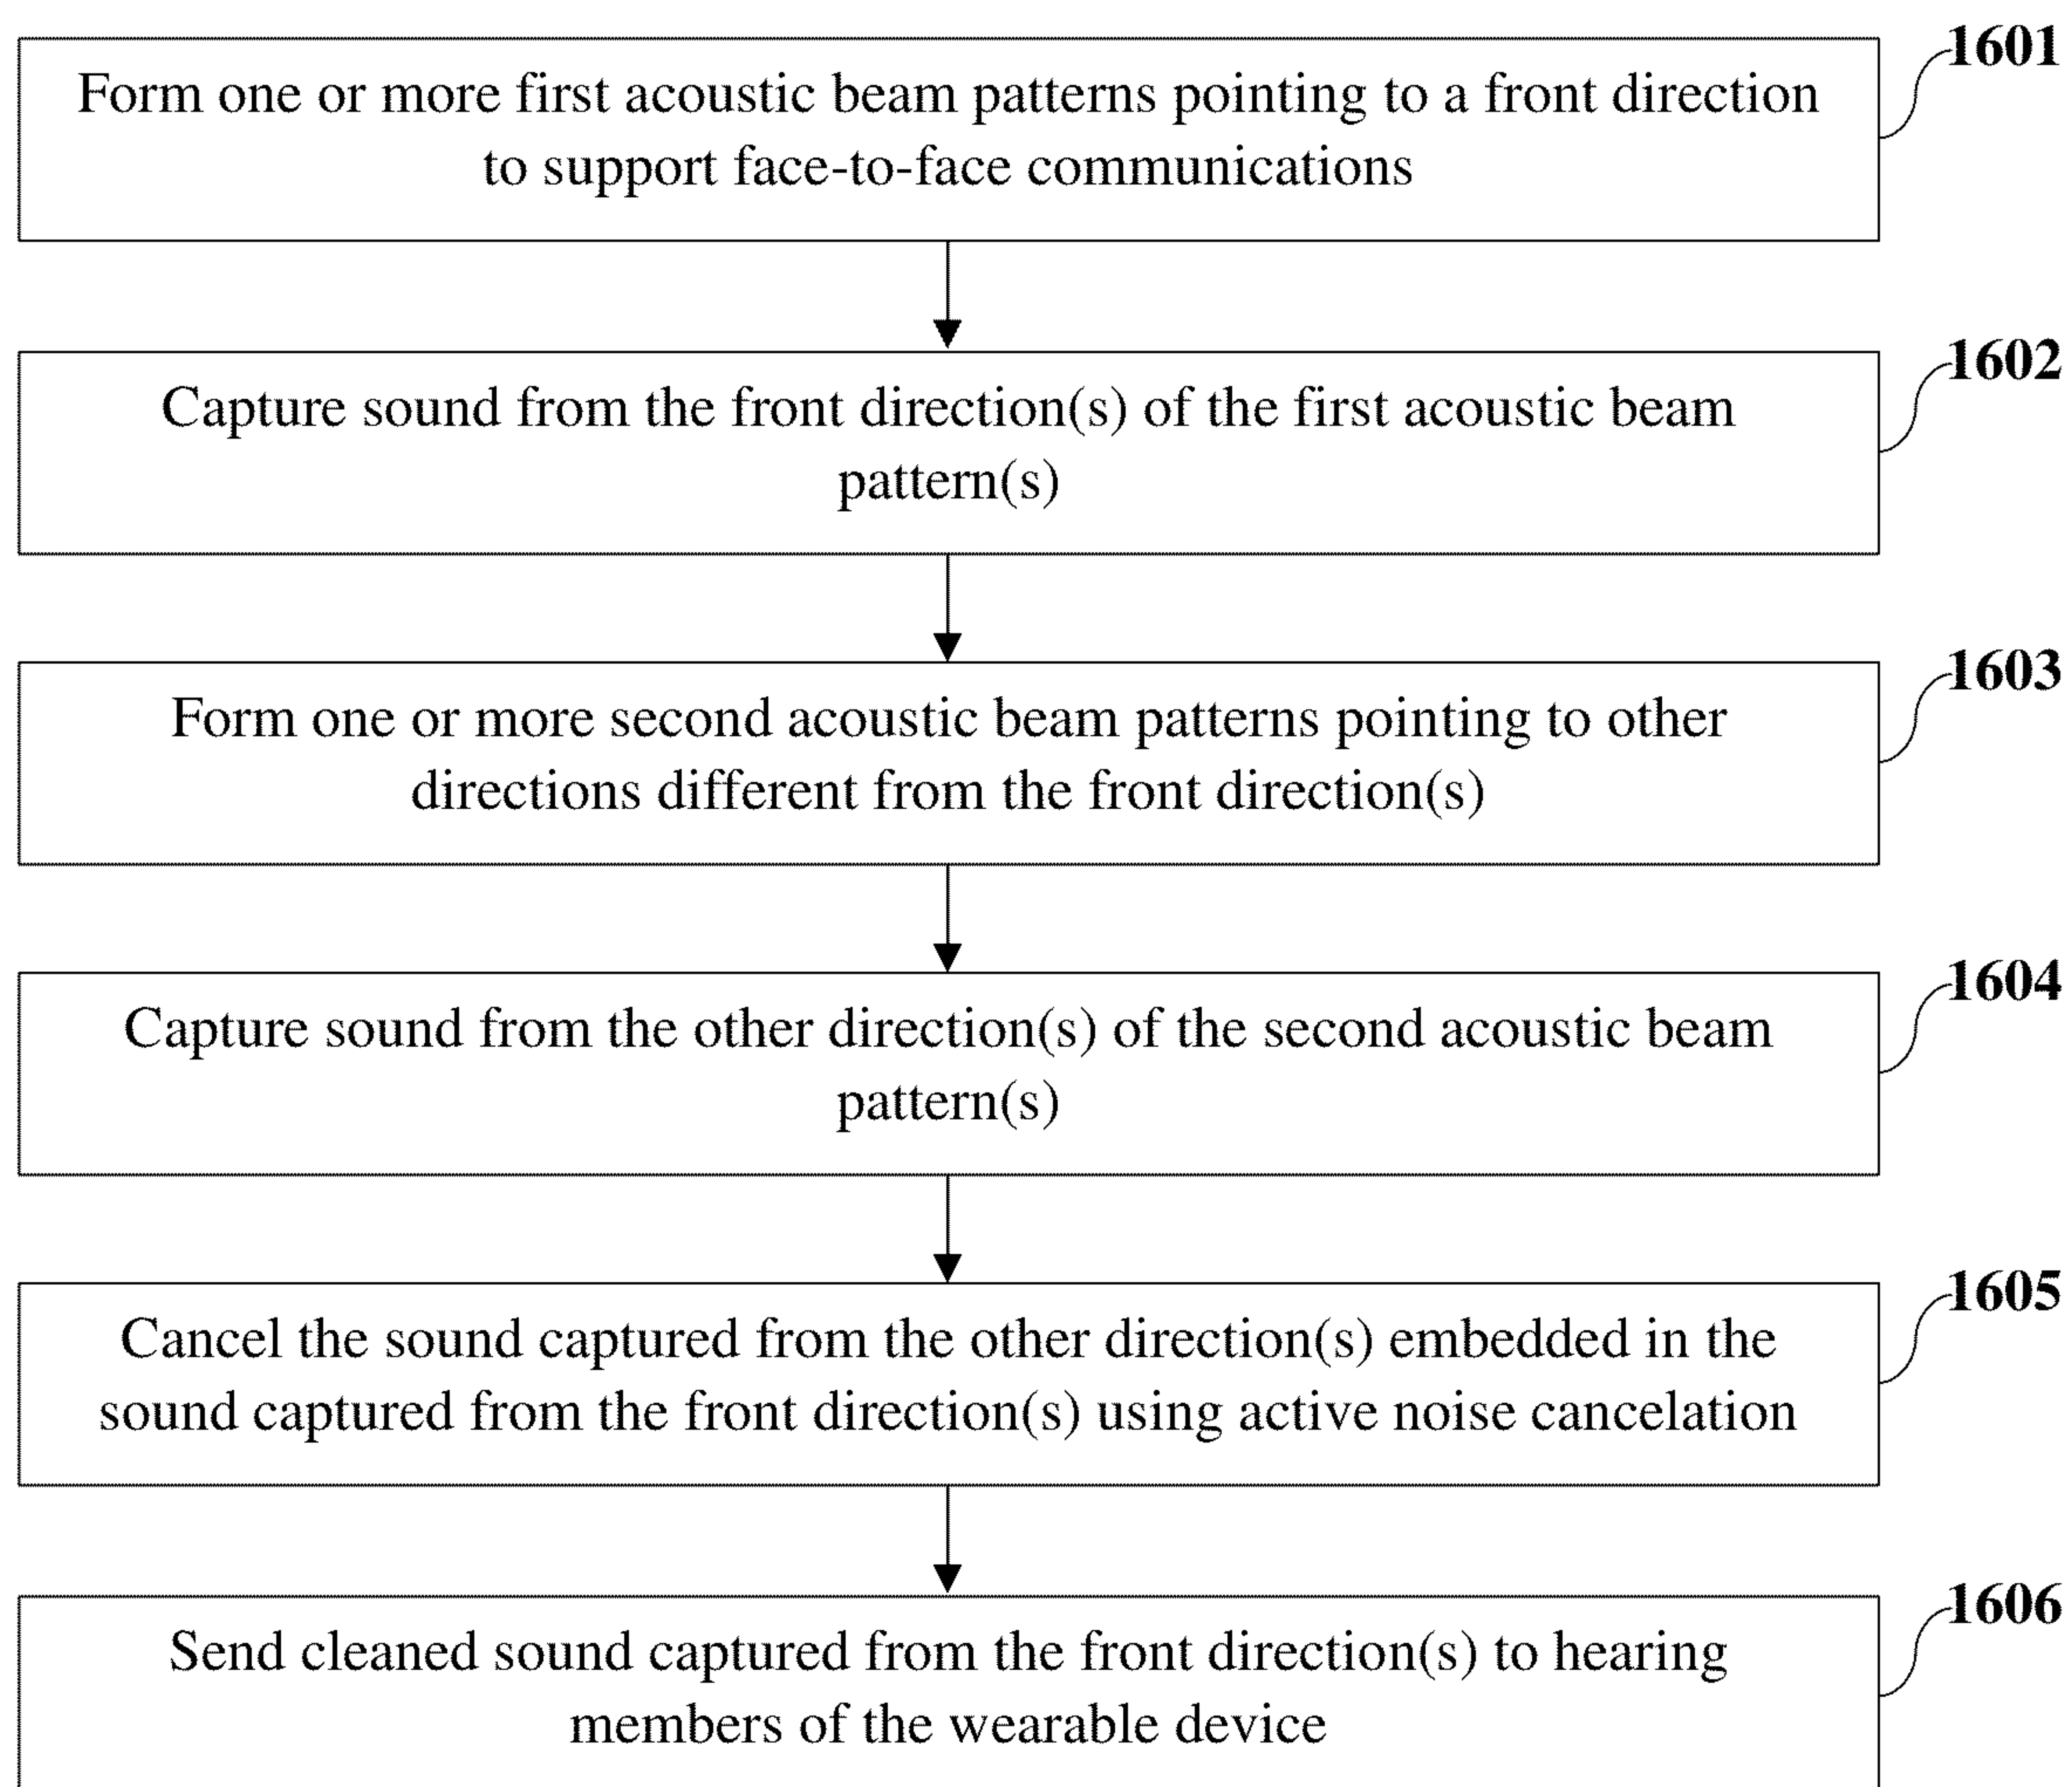 1601
Form one or more first acoustic beam patterns pointing to a front direction
to support face-to-face communications
1602
Capture sound from the front direction(s) of the first acoustic beam
pattern(s)
1603
Form one or more second acoustic beam patterns pointing to other
directions different from the front direction(s)
1604
Capture sound from the other direction(s) of the second acoustic beam
pattern(s)
1605
Cancel the sound captured from the other direction(s) embedded in the
sound captured from the front direction(s) using active noise cancelation
1606
Send cleaned sound captured from the front direction(s) to hearing
members of the wearable device